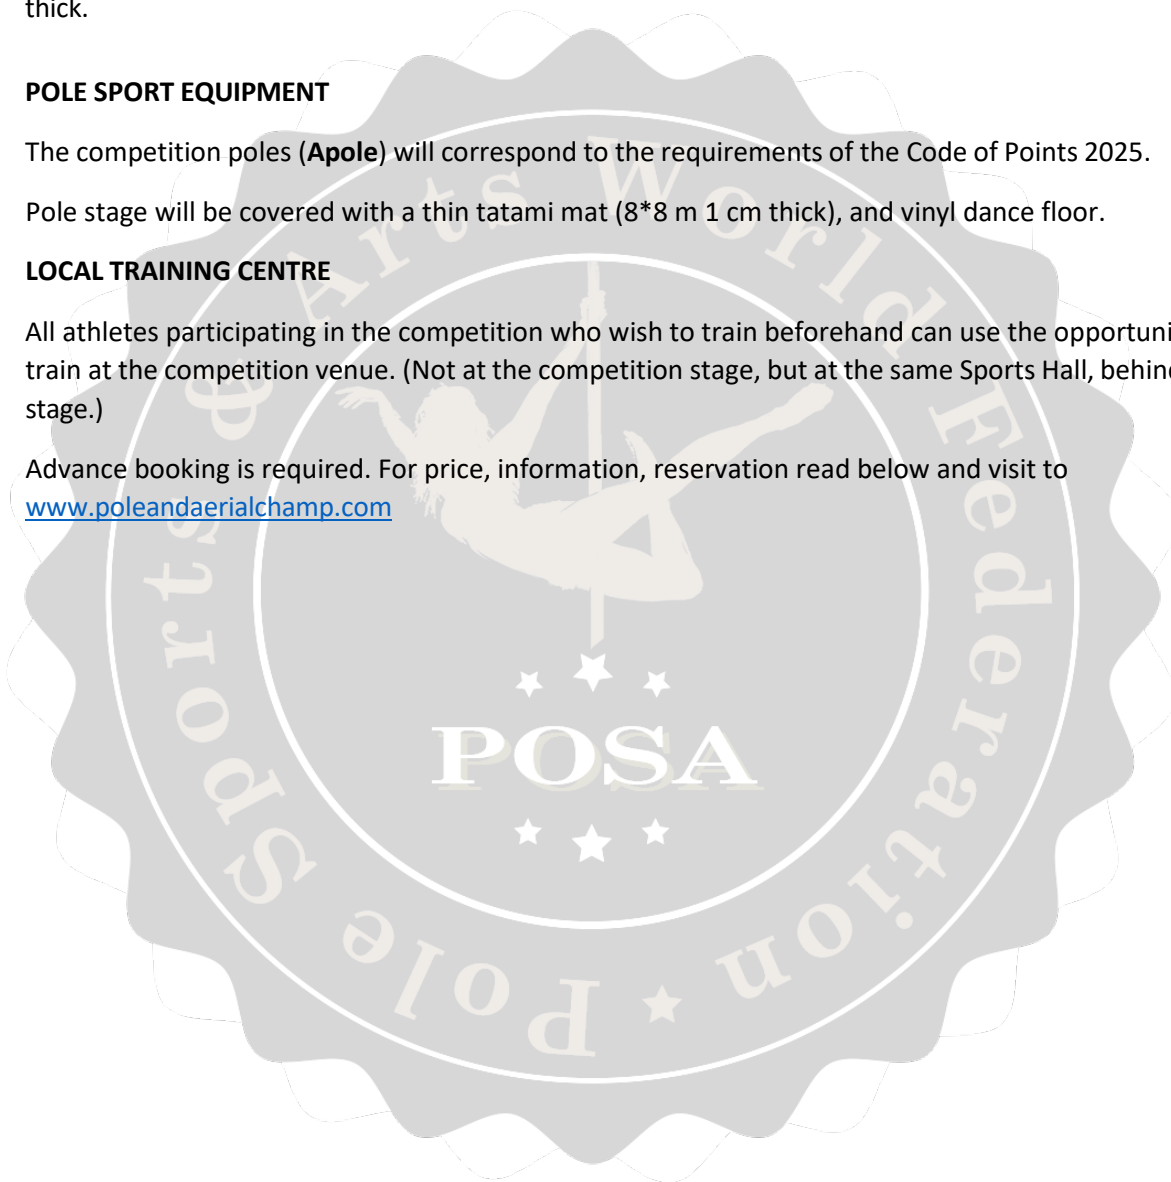 thick.
POLE SPORT EQUIPMENT
The competition poles (Apole) will correspond to the requirements of the Code of Points 2025.
Pole stage will be covered with a thin tatami mat (8*8 m 1 cm thick), and vinyl dance floor.
LOCAL TRAINING CENTRE
All athletes participating in the competition who wish to train beforehand can use the opportuni
train at the competition venue. (Not at the competition stage, but at the same Sports Hall, behind
stage.)
Advance booking is required. For price, information, reservation read below and visit to
www.poleandaerialchamp.com
Pole Sports & Arts World Federation
POSA